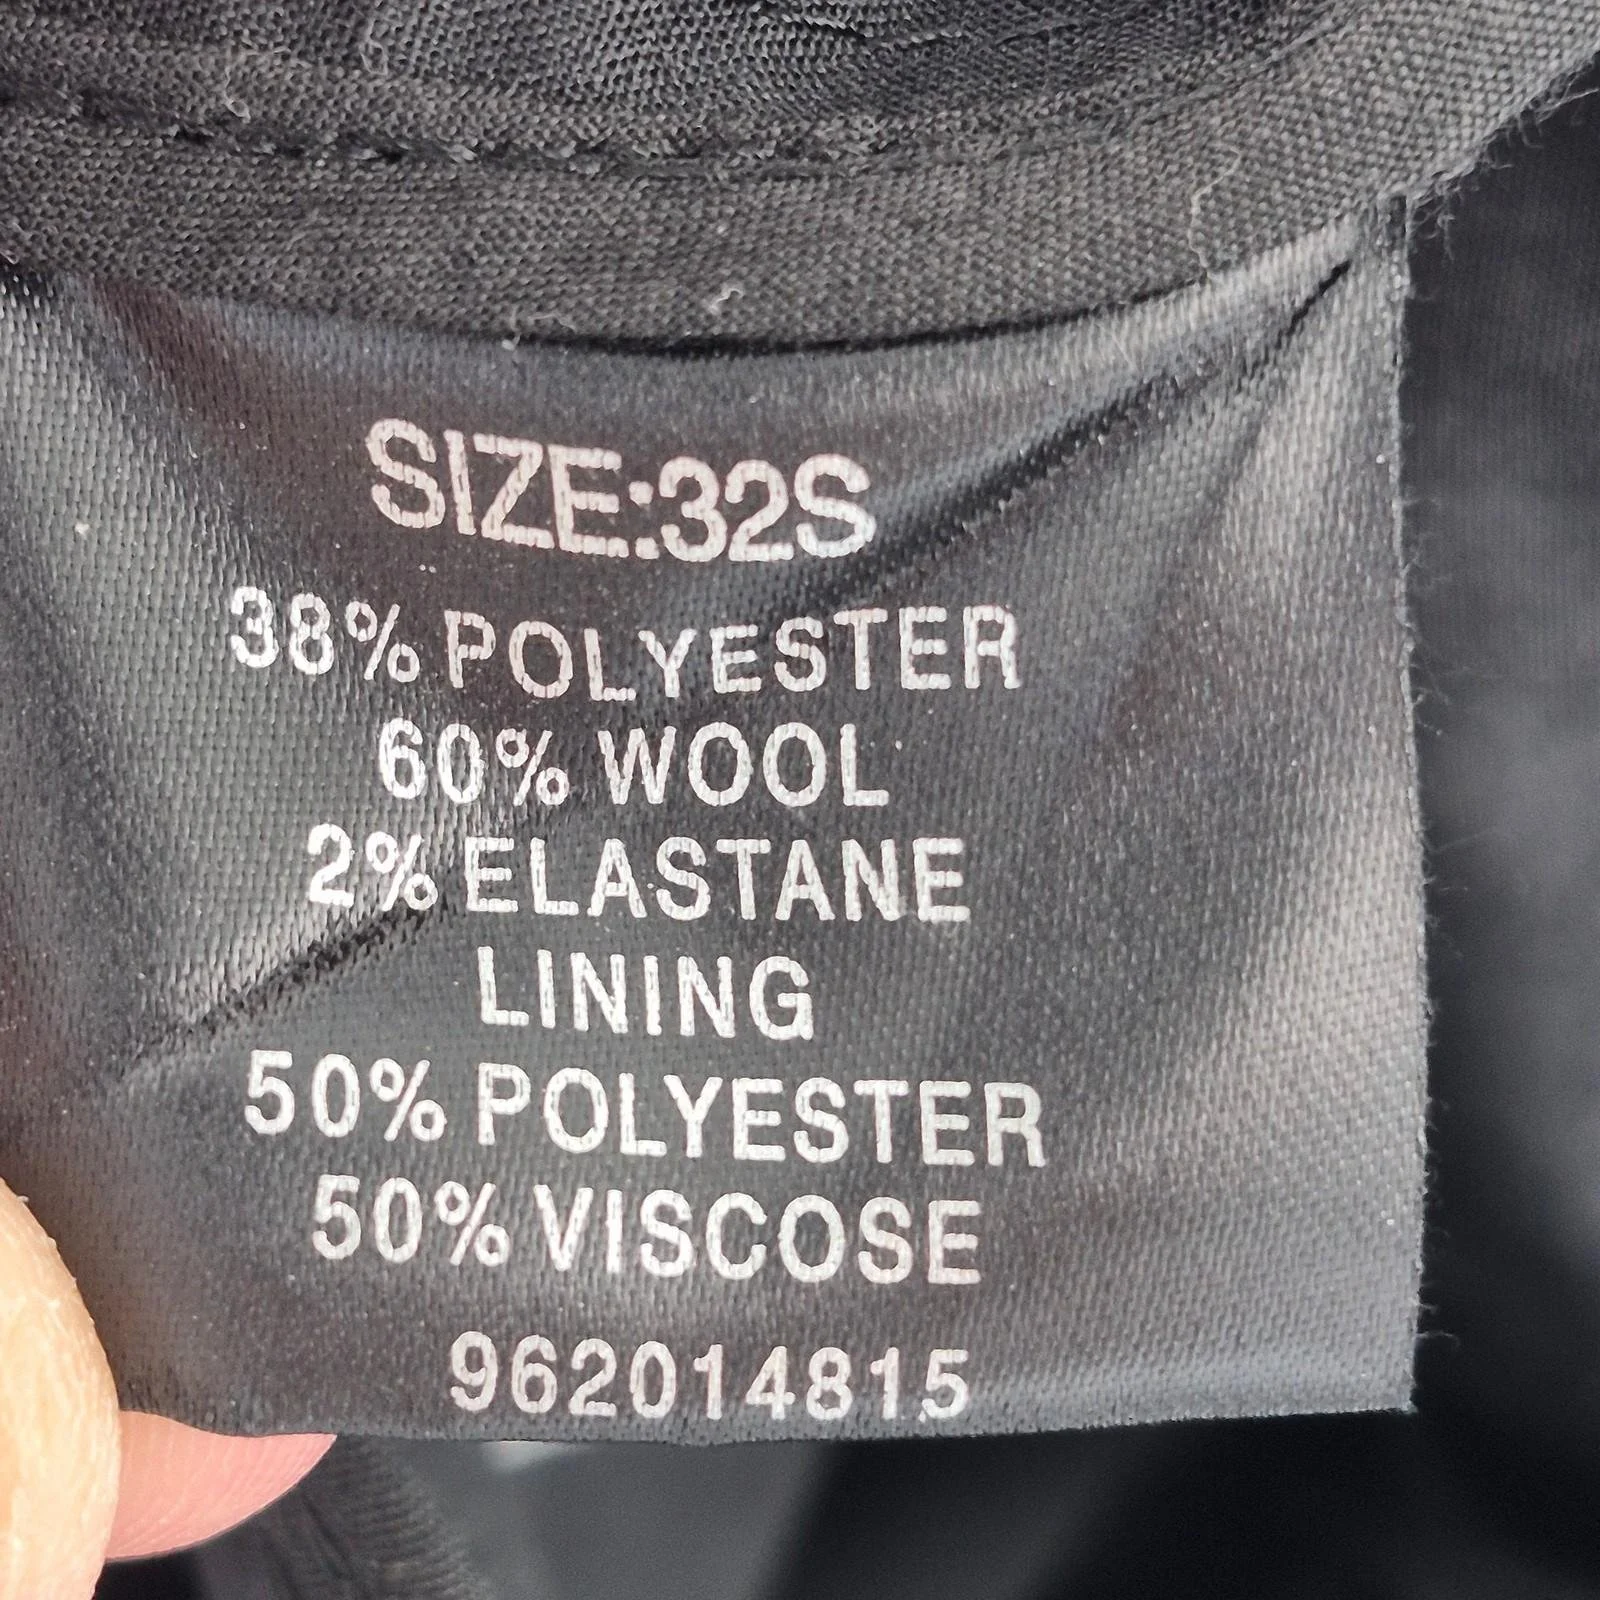 SIZE:32S
38% POLYESTER
60% WOOL
2% ELASTANE
LINING
50% POLYESTER
50% VISCOSE
962014815